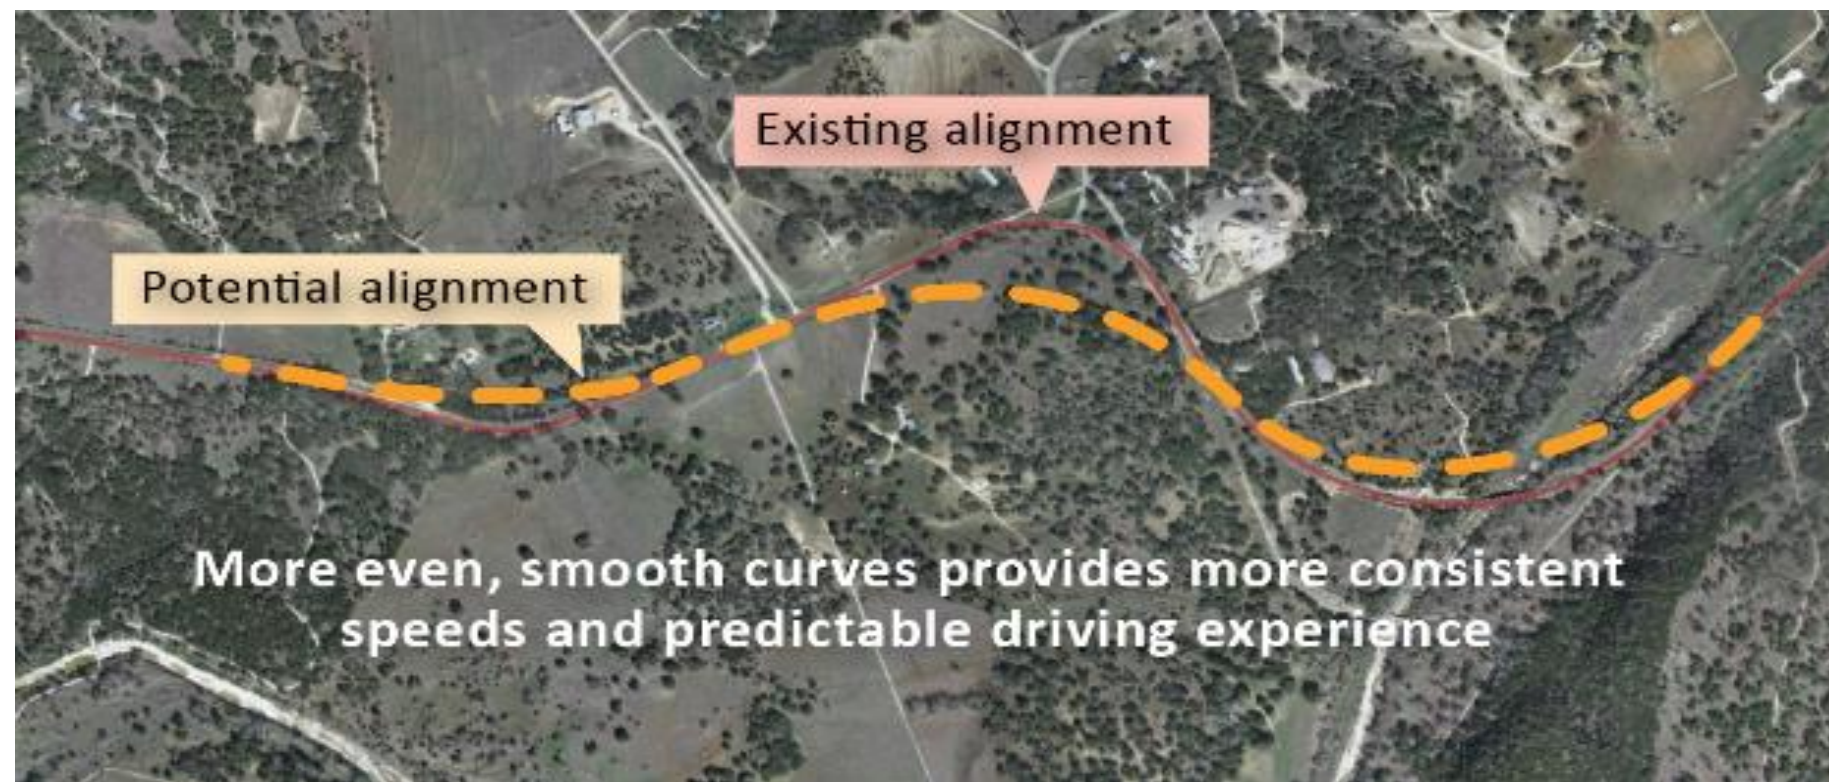 Existing alignment
Potential alignment
More even, smooth curves provides more consistent
speeds and predictable driving experience